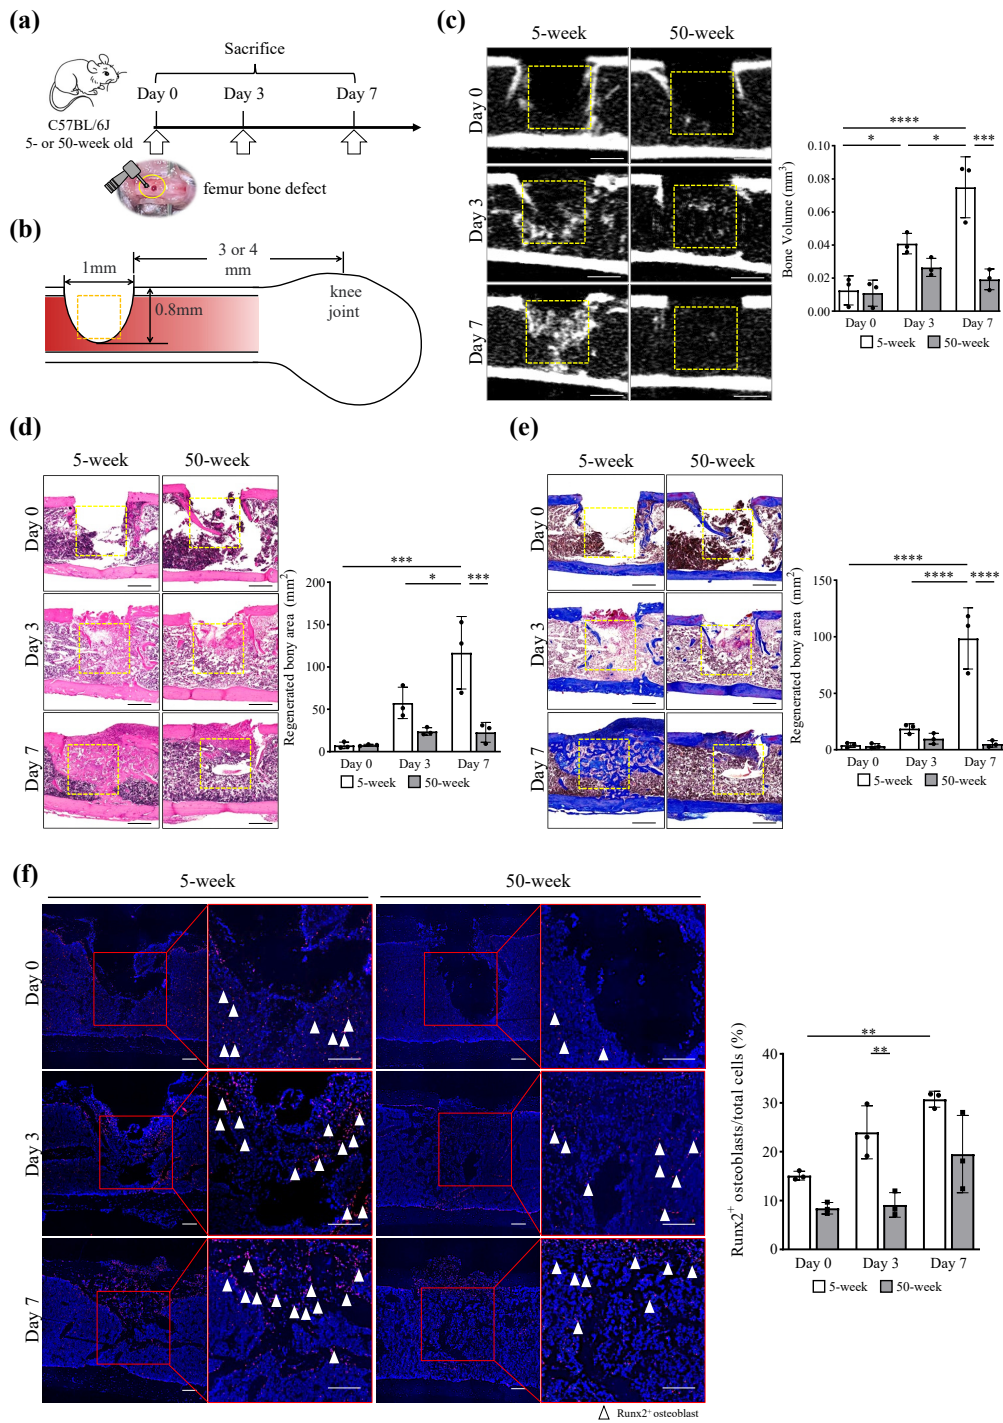 (a)
Sacrifice
Day 0
Day 3
Day 7
C57BL/6J
5- or 50-week old
femur bone defect
(b)
3 or 4
mm
1mm
0.8mm
knee
joint
(c)
5-week
50-week
Day 0
Day 3
Day 7
****
*
*
***
Bone Volume (mm³)
0.10
0.08
0.06
0.04
0.02
0.00
Day 0
Day 3
Day 7
5-week
50-week
(d)
5-week
50-week
Day 0
Day 3
Day 7
***
*
***
Regenerated bony area (mm²)
200
150
100
50
0
Day 0
Day 3
Day 7
5-week
50-week
(e)
5-week
50-week
Day 0
Day 3
Day 7
****
****
****
Regenerated bony area (mm²)
150
100
50
0
Day 0
Day 3
Day 7
5-week
50-week
(f)
5-week
50-week
Day 0
Day 3
Day 7
**
**
Runx2⁺ osteoblasts/total cells (%)
40
30
20
10
0
Day 0
Day 3
Day 7
5-week
50-week
Runx2⁺ osteoblast